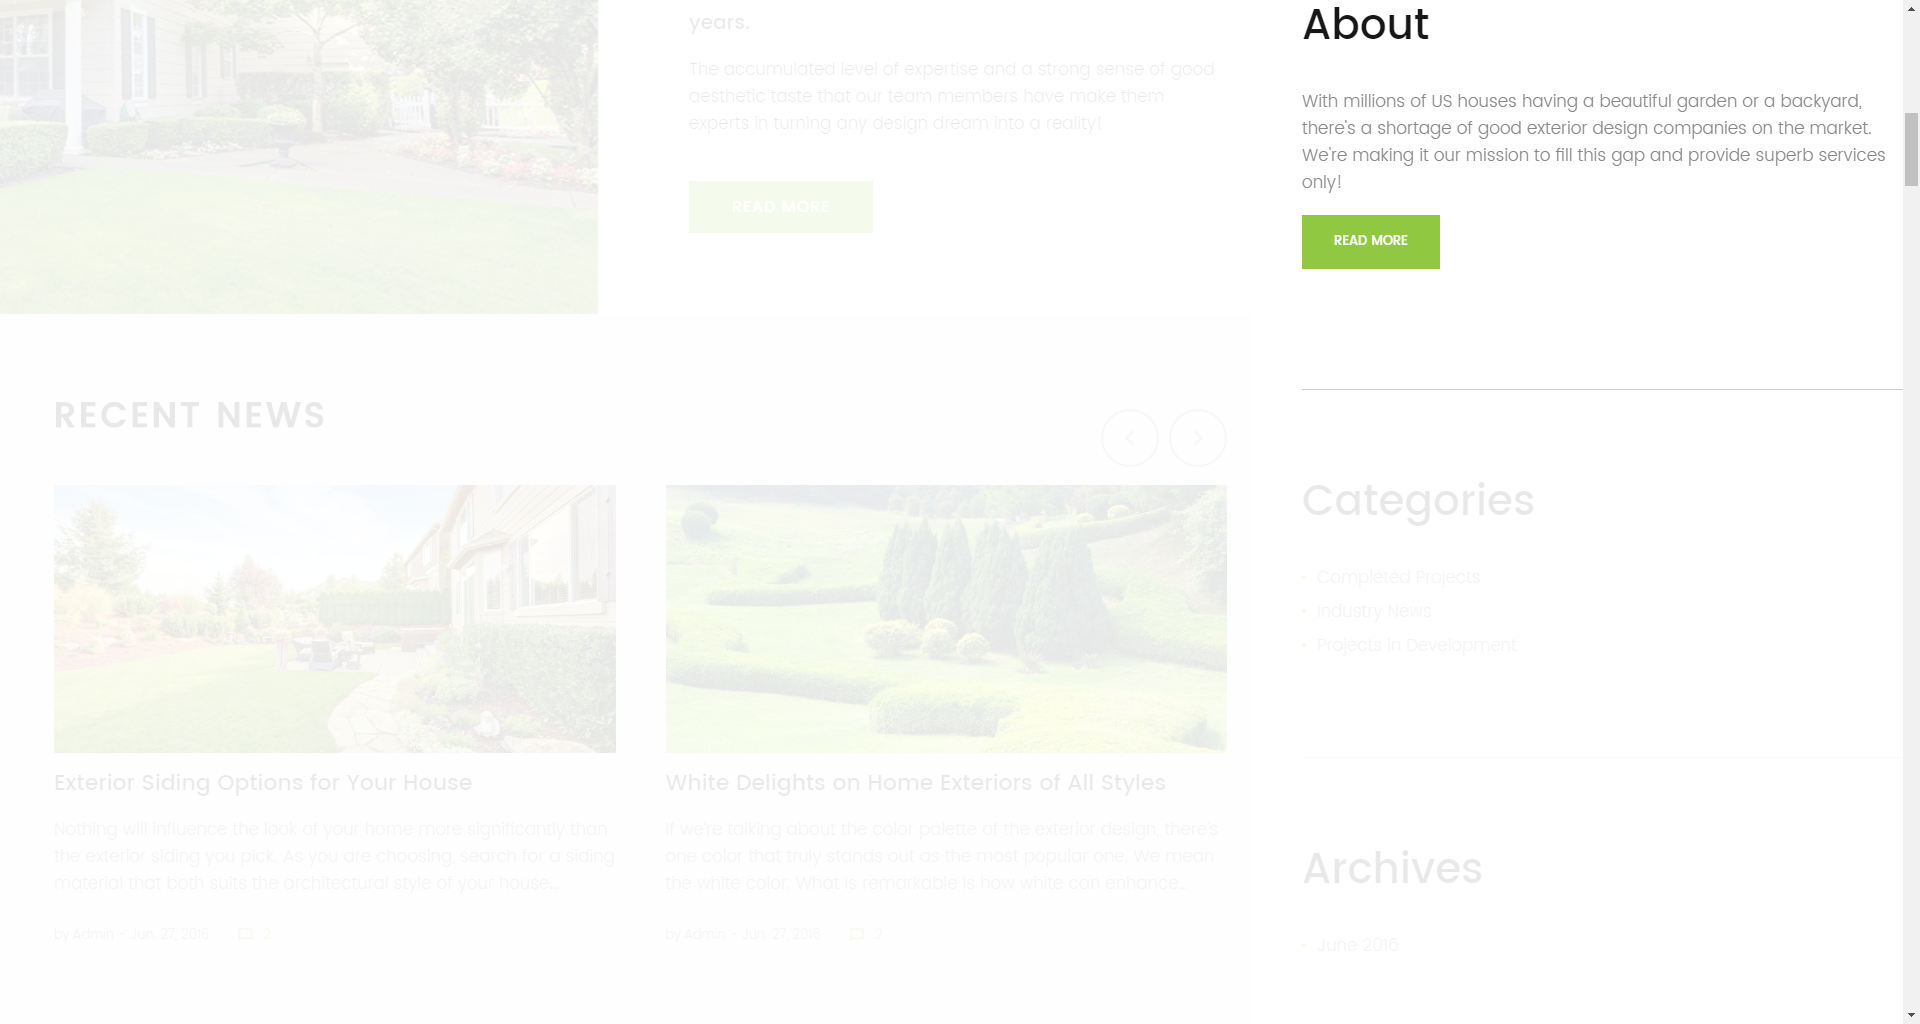 years.
The accumulated level of expertise and a strong sense of good
aesthetic taste that our team members have make them
experts in turning any design dream into a reality!
READ MORE
RECENT NEWS
Exterior Siding Options for Your House
Nothing will influence the look of your home more significantly than
the exterior siding you pick. As you are choosing, search for a siding
material that both suits the architectural style of your house...
by Admin - Jun. 27, 2016 2
White Delights on Home Exteriors of All Styles
If we're talking about the color palette of the exterior design, there's
one color that truly stands out as the most popular one. We mean
the white color. What is remarkable is how white can enhance...
by Admin - Jun. 27, 2016 2
About
With millions of US houses having a beautiful garden or a backyard,
there's a shortage of good exterior design companies on the market.
We're making it our mission to fill this gap and provide superb services
only!
READ MORE
Categories
Completed Projects
Industry News
Projects in Development
Archives
June 2016